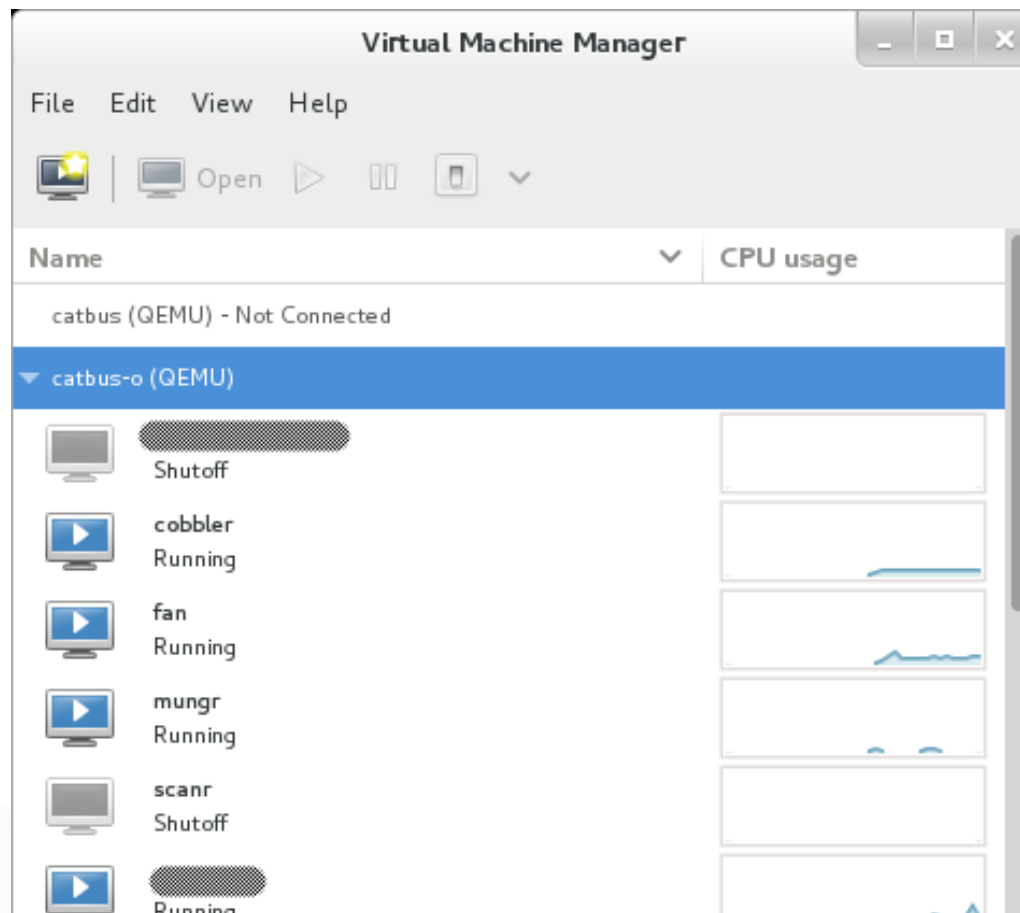 Virtual Machine Manager
File Edit View Help
Open
Name CPU usage
catbus (QEMU) - Not Connected
catbus-o (QEMU)
Shutoff
cobbler
Running
fan
Running
mungr
Running
scanr
Shutoff
Running